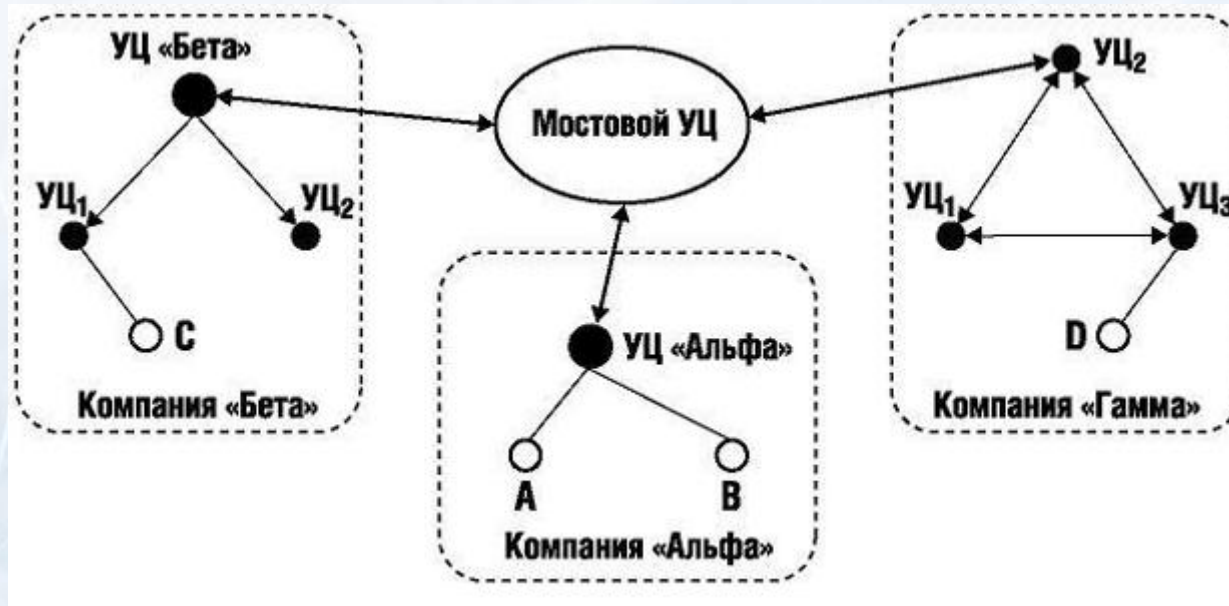 УЦ «Бета»
УЦ₁
УЦ₂
C
Компания «Бета»
Мостовой УЦ
УЦ «Альфа»
A
B
Компания «Альфа»
УЦ₂
УЦ₁
УЦ₃
D
Компания «Гамма»